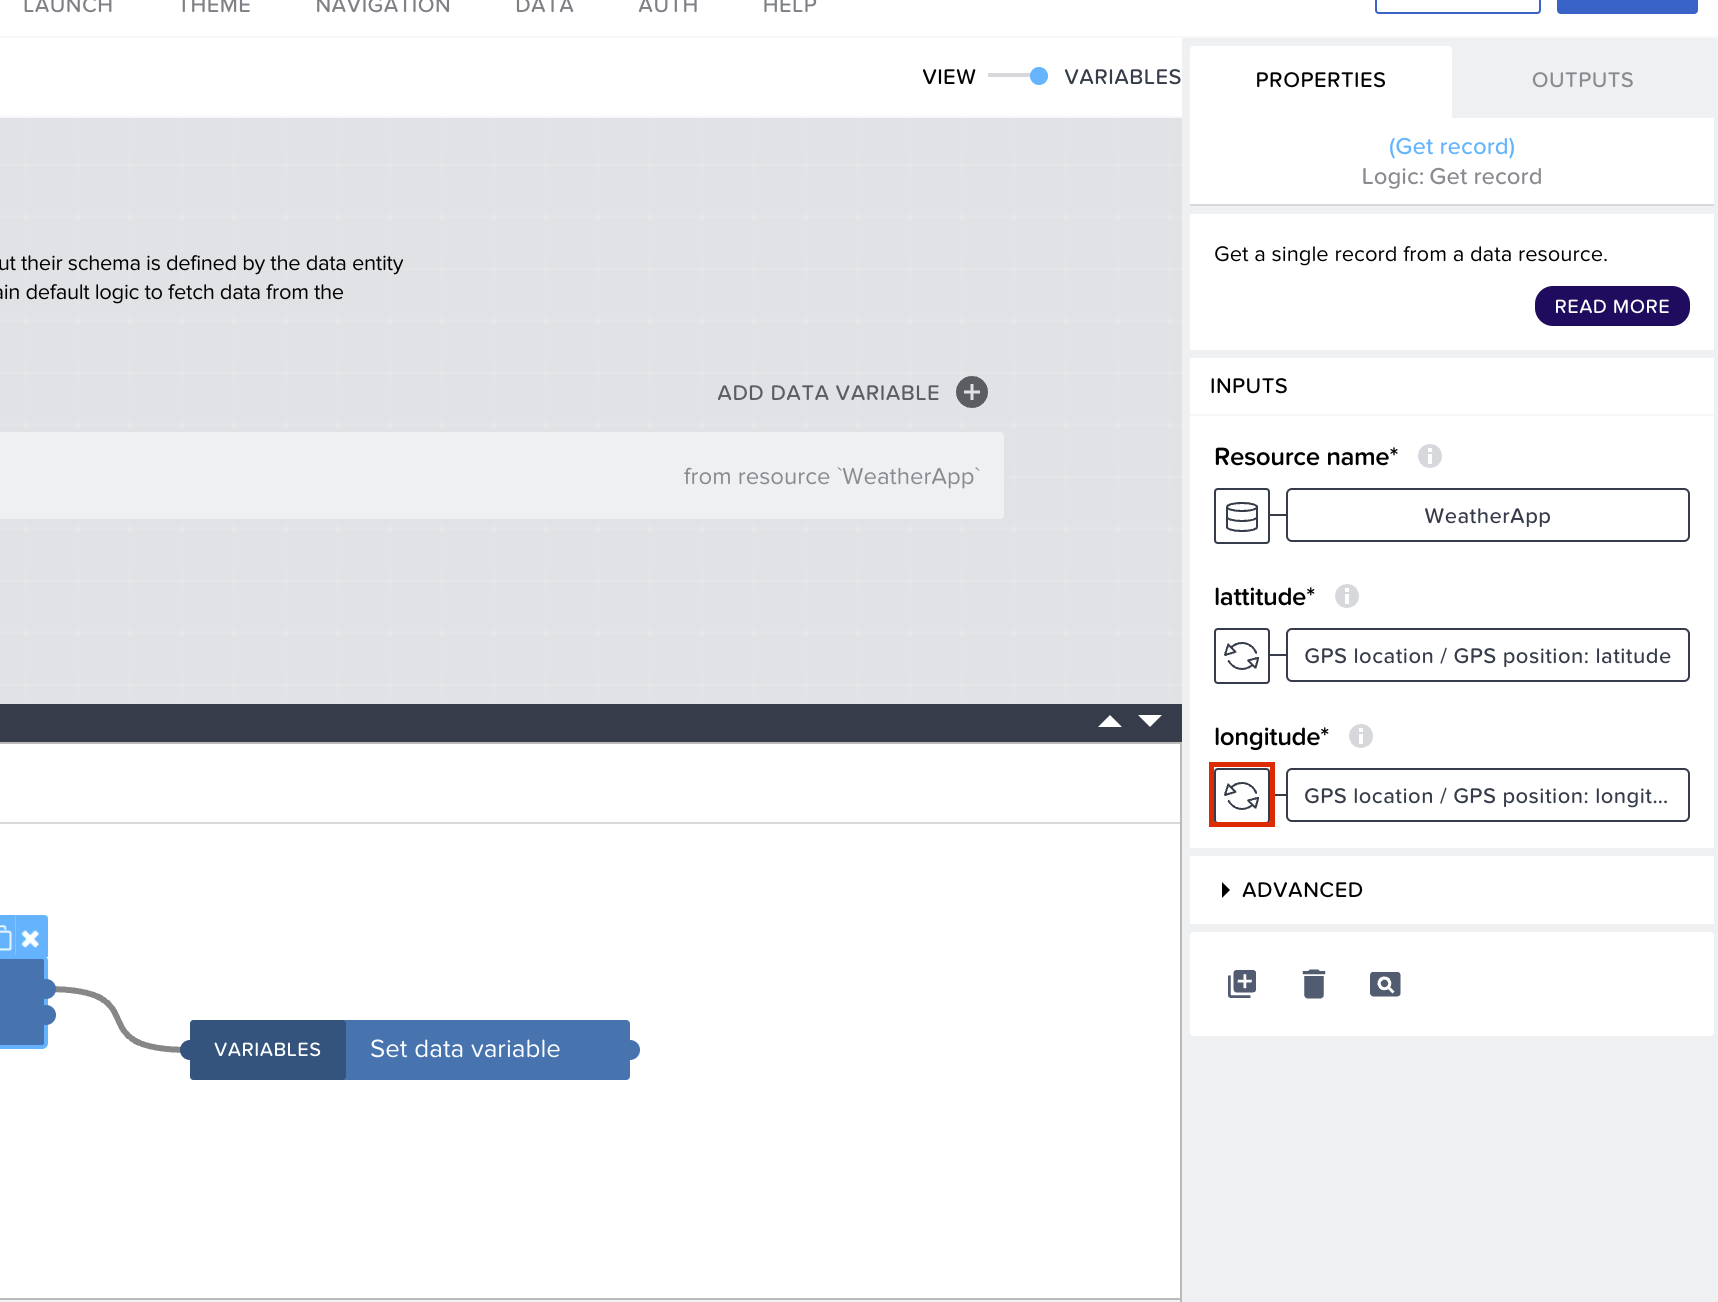 LAUNCH THEME NAVIGATION DATA AUTH HELP
VIEW VARIABLES
PROPERTIES OUTPUTS
(Get record)
Logic: Get record
Get a single record from a data resource.
READ MORE
ut their schema is defined by the data entity
ain default logic to fetch data from the
ADD DATA VARIABLE
from resource `WeatherApp`
INPUTS
Resource name*
WeatherApp
lattitude*
GPS location / GPS position: latitude
longitude*
GPS location / GPS position: longit...
ADVANCED
VARIABLES Set data variable